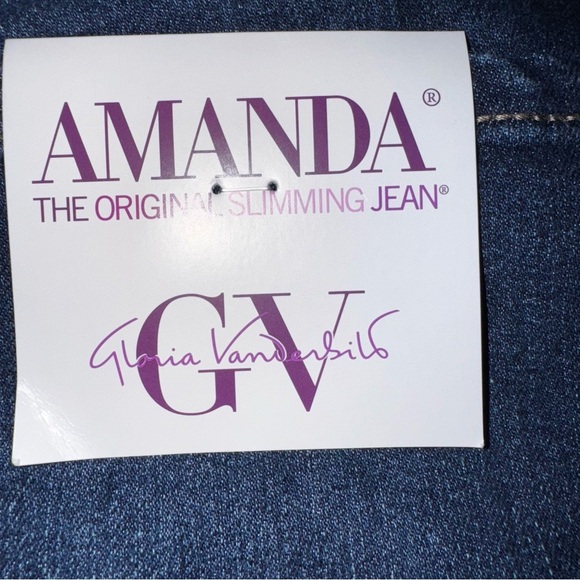 AMANDA®
THE ORIGINAL SLIMMING JEAN®
GV
Gloria Vanderbilt